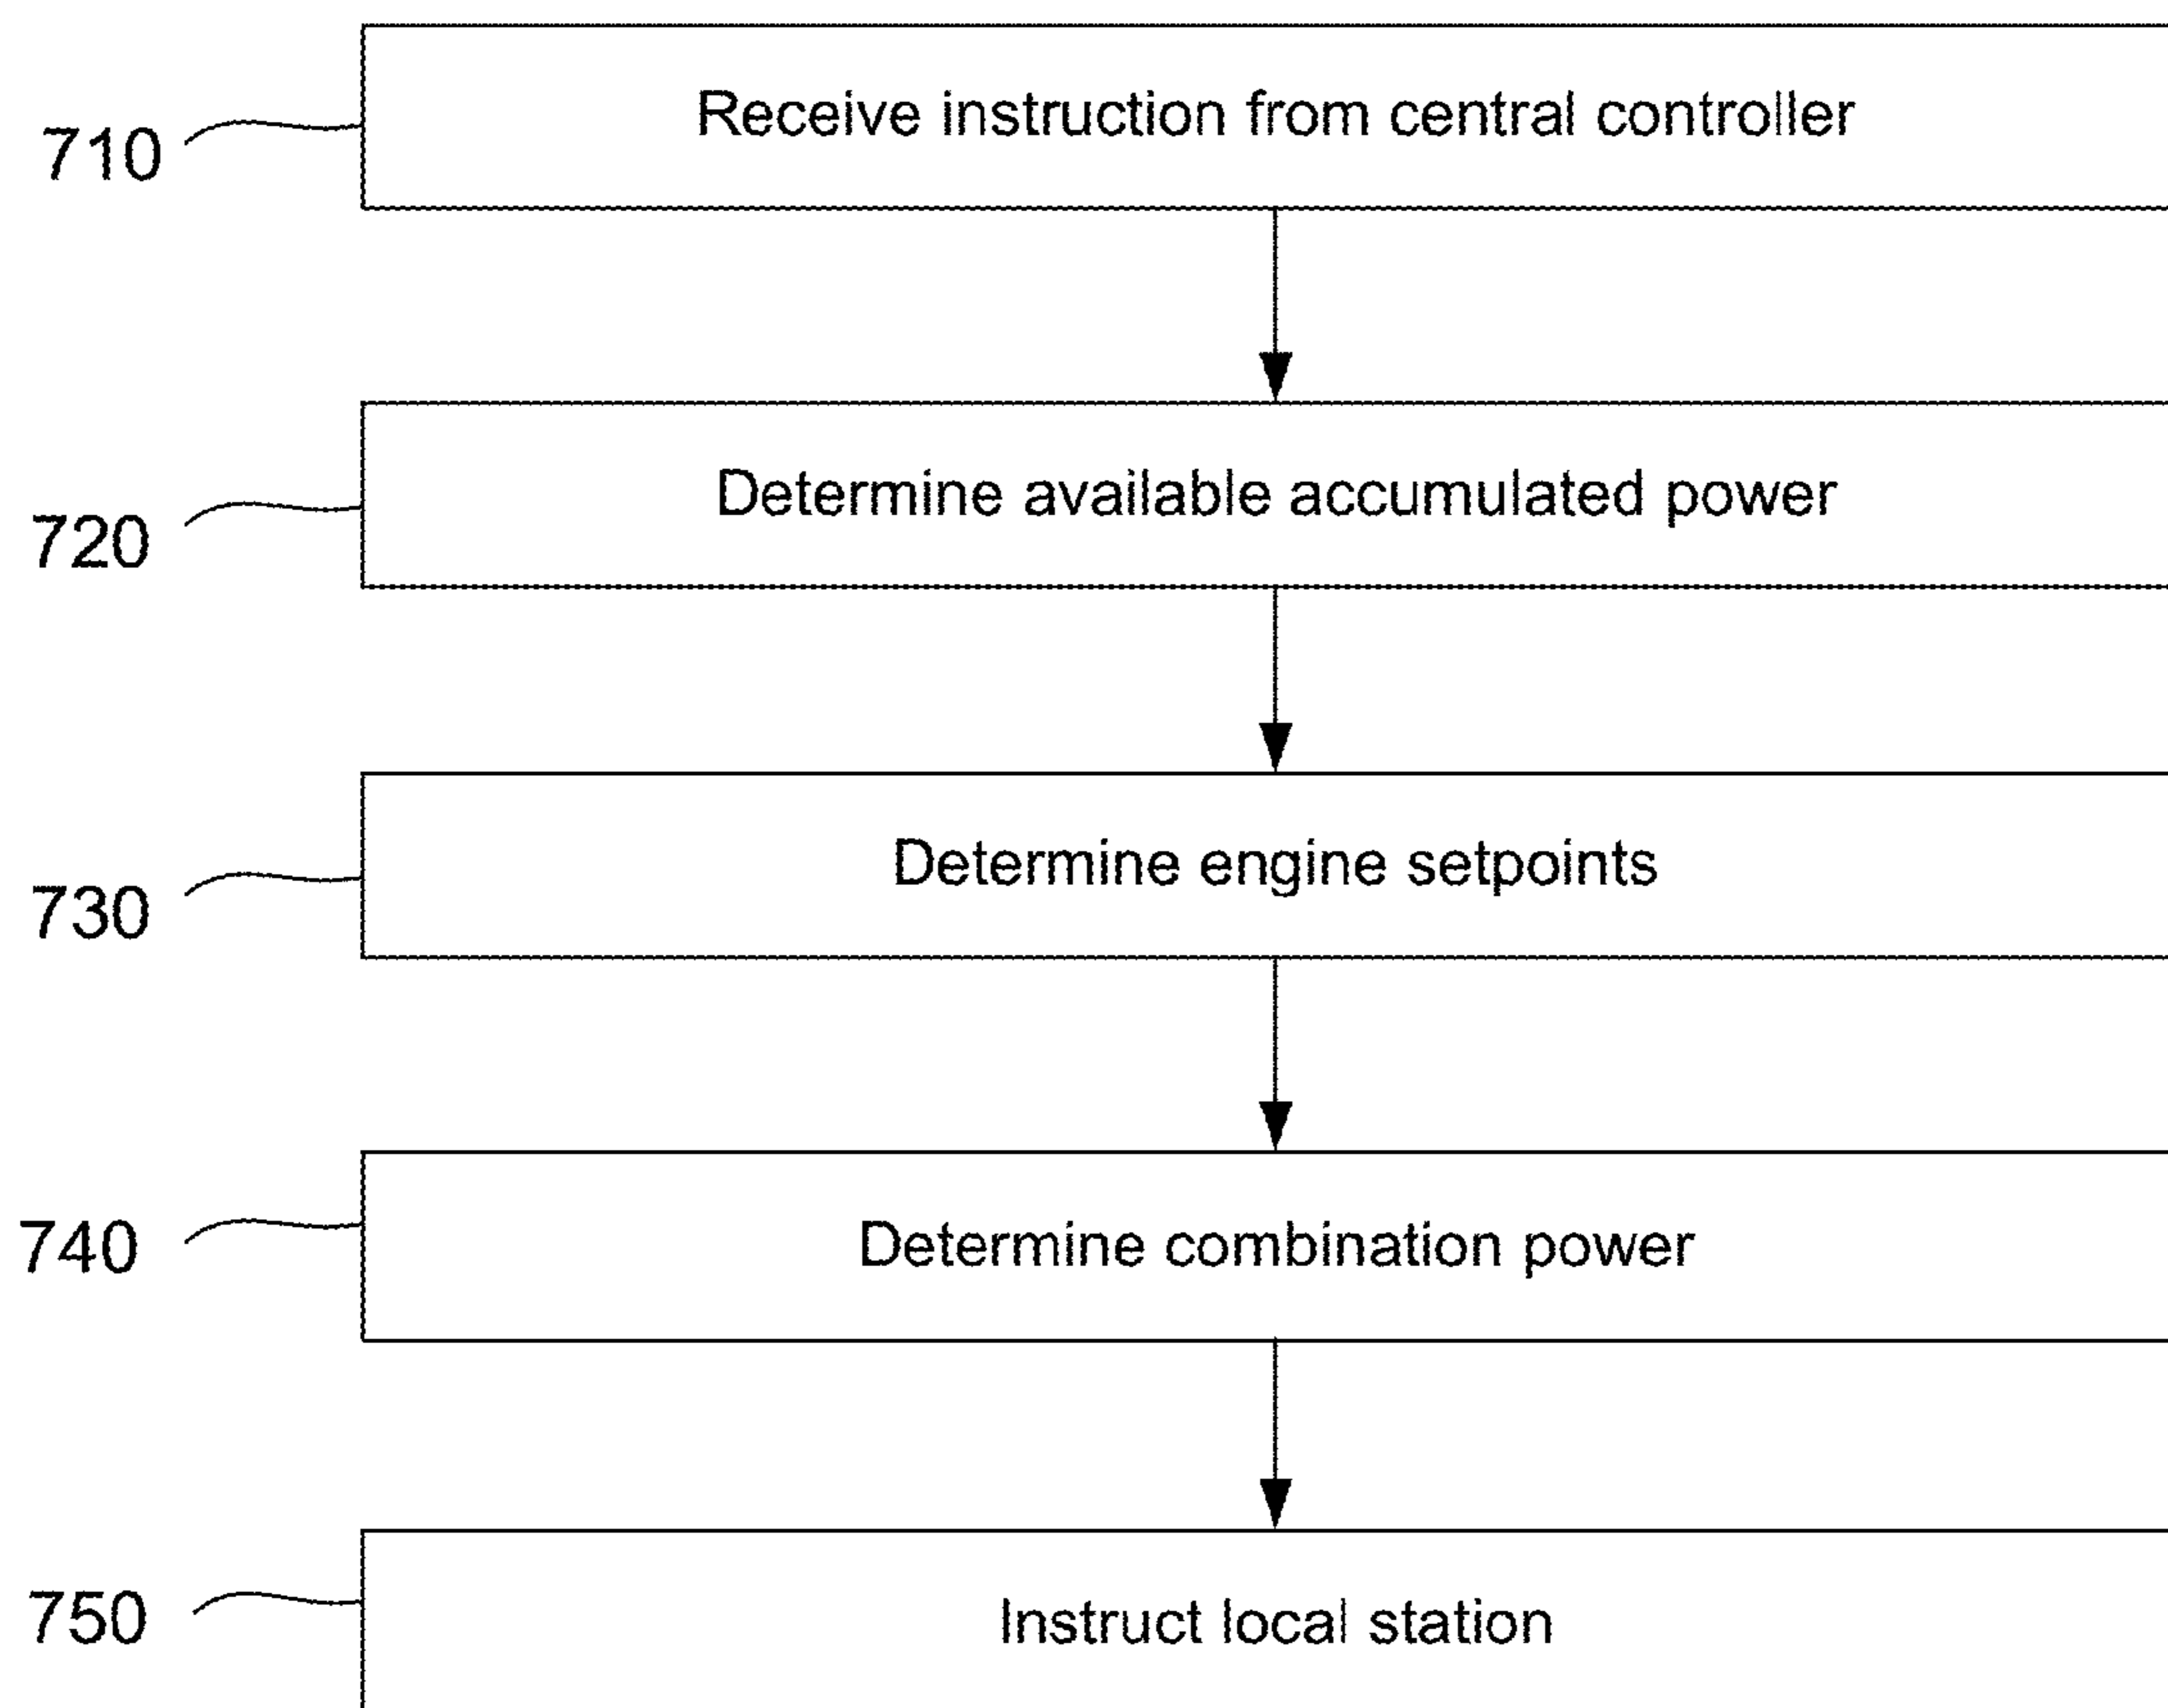 710
Receive instruction from central controller
720
Determine available accumulated power
730
Determine engine setpoints
740
Determine combination power
750
Instruct local station